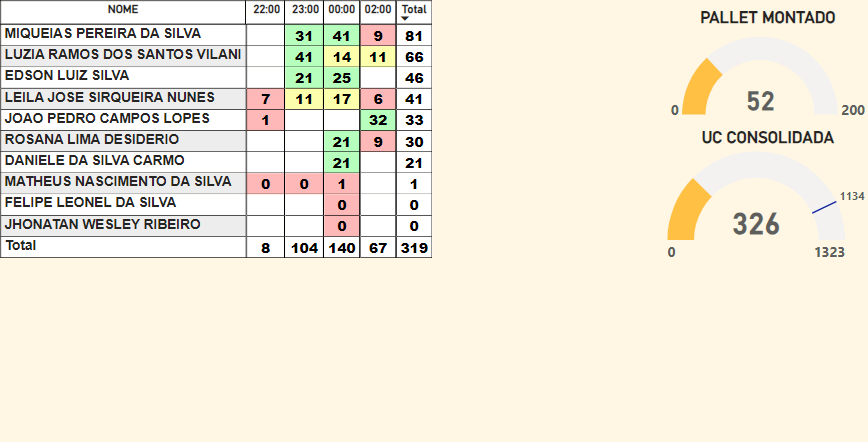 NOME 22:00 23:00 00:00 02:00 Total
MIQUEIAS PEREIRA DA SILVA 31 41 9 81
LUZIA RAMOS DOS SANTOS VILANI 41 14 11 66
EDSON LUIZ SILVA 21 25 46
LEILA JOSE SIRQUEIRA NUNES 7 11 17 6 41
JOAO PEDRO CAMPOS LOPES 1 32 33
ROSANA LIMA DESIDERIO 21 9 30
DANIELE DA SILVA CARMO 21 21
MATHEUS NASCIMENTO DA SILVA 0 0 1 1
FELIPE LEONEL DA SILVA 0 0
JHONATAN WESLEY RIBEIRO 0 0
Total 8 104 140 67 319
PALLET MONTADO
52
0 200
UC CONSOLIDADA
1134
326
0 1323